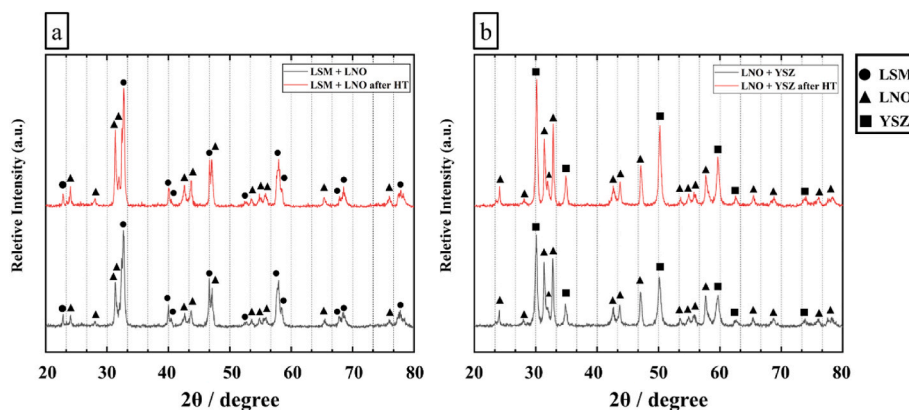 a
LSM + LNO
LSM + LNO after HT
Reletive Intensity (a.u.)
20 30 40 50 60 70 80
2θ / degree
b
LNO + YSZ
LNO + YSZ after HT
Reletive Intensity (a.u.)
20 30 40 50 60 70 80
2θ / degree
LSM
LNO
YSZ